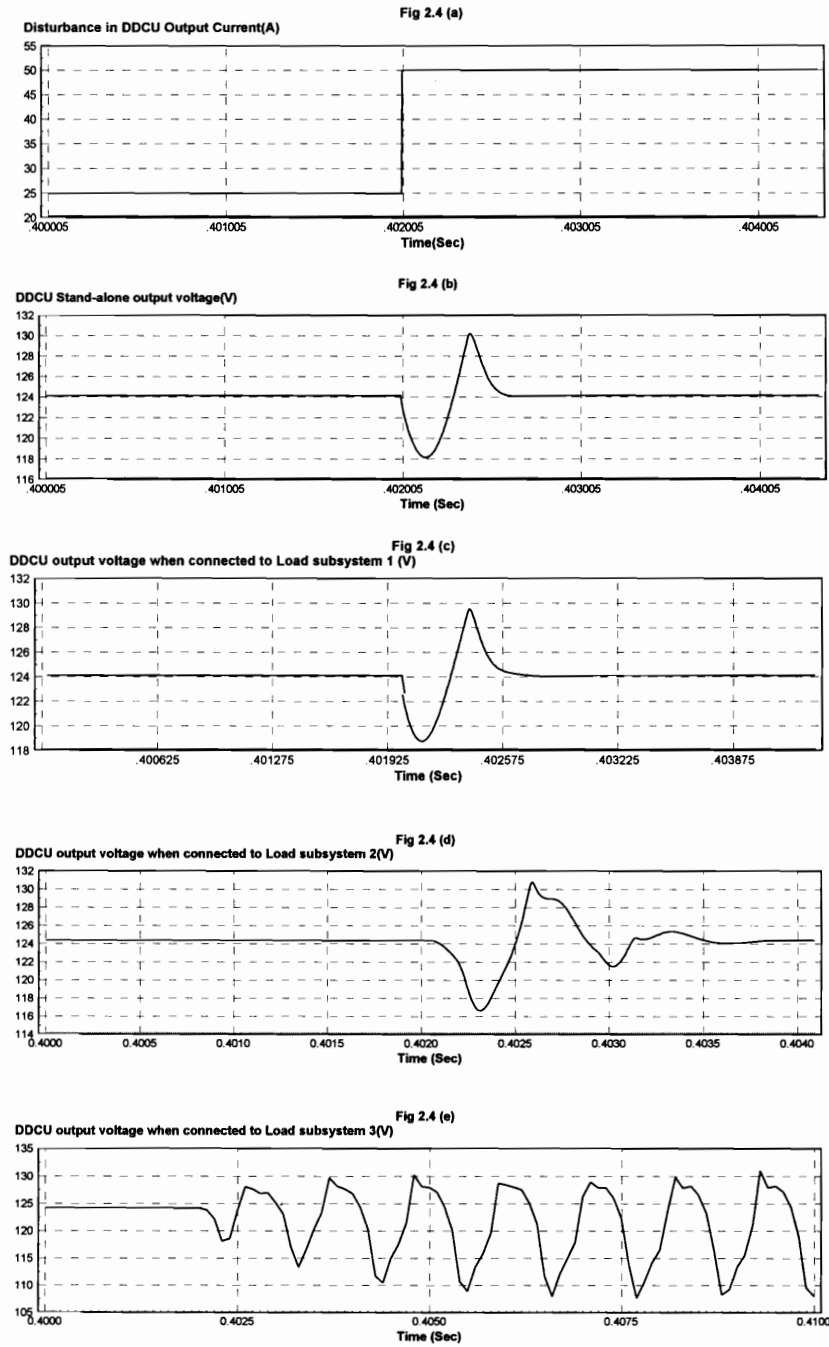 Fig 2.4 (a)
Disturbance in DDCU Output Current(A)
55
50
45
40
35
30
25
20
.400005 .401005 .402005 .403005 .404005
Time(Sec)
Fig 2.4 (b)
DDCU Stand-alone output voltage(V)
132
130
128
126
124
122
120
118
116
.400005 .401005 .402005 .403005 .404005
Time (Sec)
Fig 2.4 (c)
DDCU output voltage when connected to Load subsystem 1 (V)
132
130
128
126
124
122
120
118
.400625 .401275 .401925 .402575 .403225 .403875
Time (Sec)
Fig 2.4 (d)
DDCU output voltage when connected to Load subsystem 2(V)
132
130
128
126
124
122
120
118
116
114
0.4000 0.4005 0.4010 0.4015 0.4020 0.4025 0.4030 0.4035 0.4040
Time (Sec)
Fig 2.4 (e)
DDCU output voltage when connected to Load subsystem 3(V)
135
130
125
120
115
110
105
0.4000 0.4025 0.4050 0.4075 0.4100
Time (Sec)